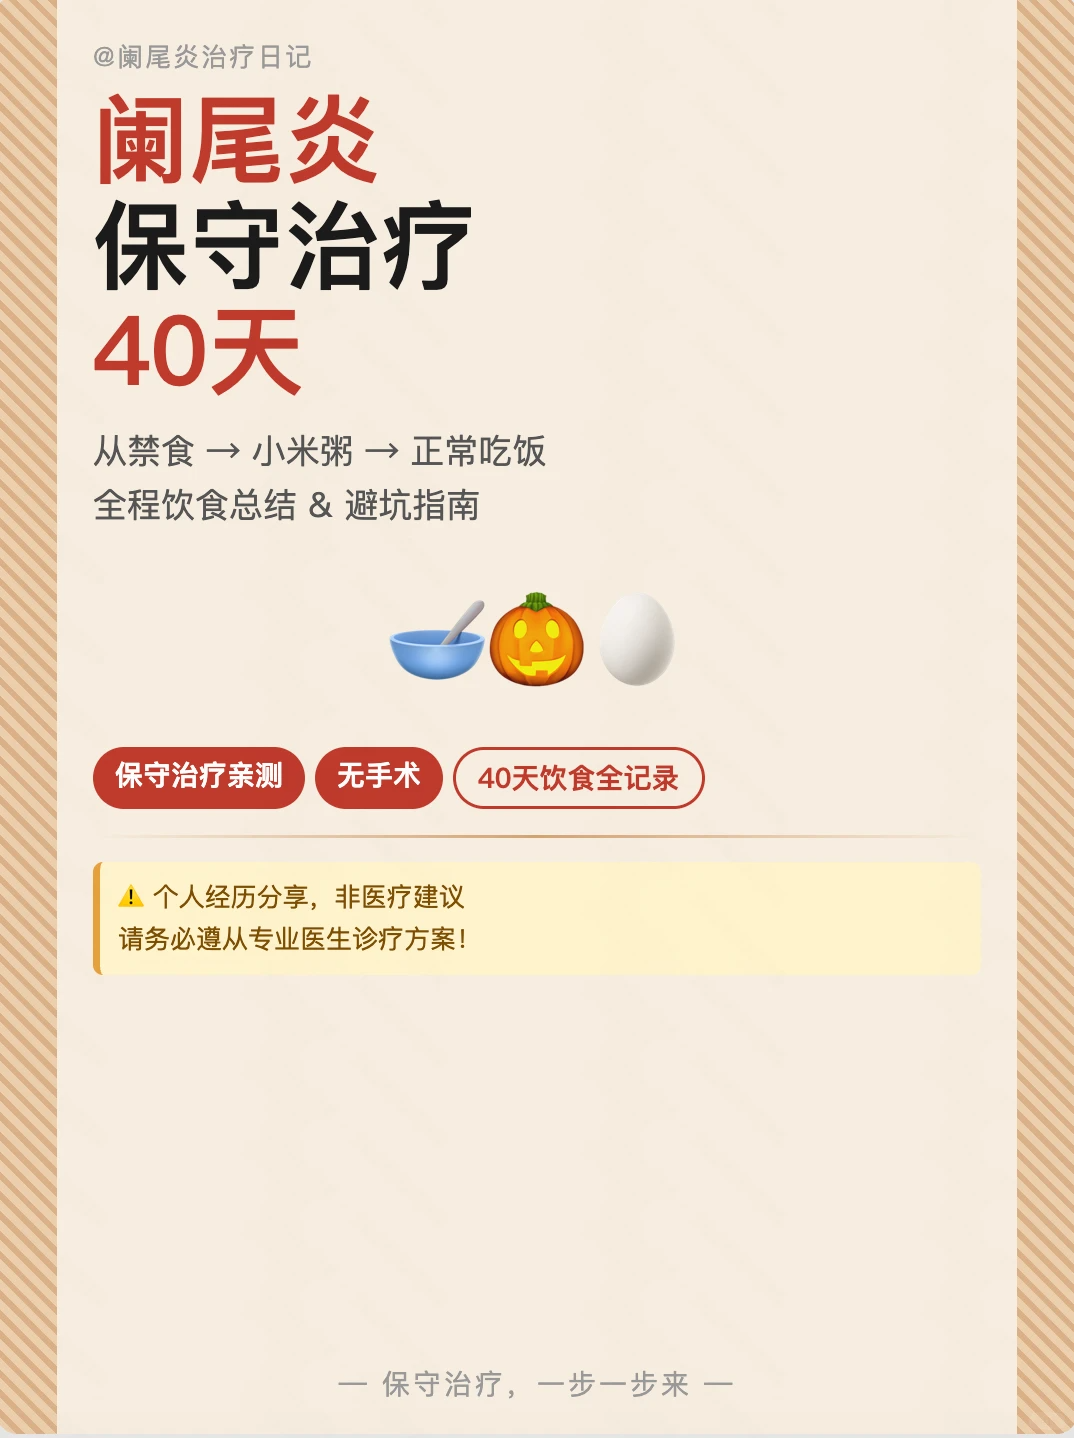 @阑尾炎治疗日记
阑尾炎
保守治疗
40天
从禁食 → 小米粥 → 正常吃饭
全程饮食总结 & 避坑指南
保守治疗亲测
无手术
40天饮食全记录
⚠️ 个人经历分享，非医疗建议
请务必遵从专业医生诊疗方案！
— 保守治疗，一步一步来 —